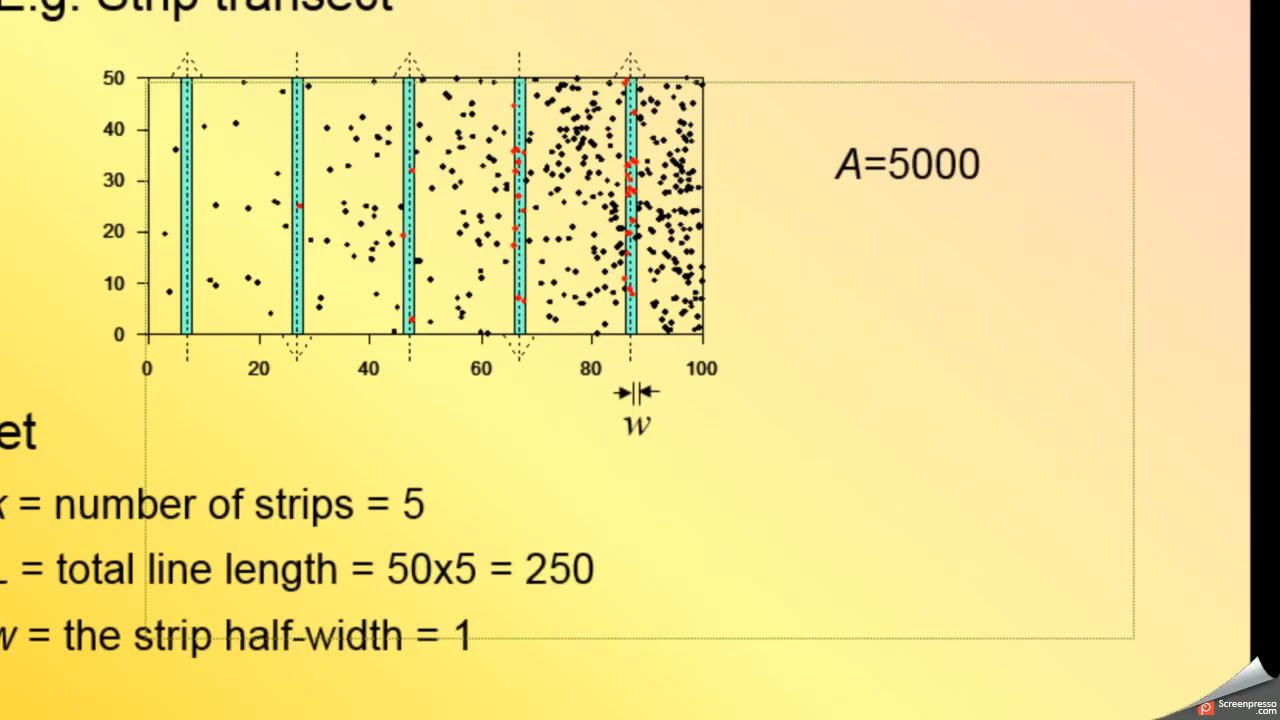 E.g. Strip transect
50
40
30
20
10
0
0 20 40 60 80 100
w
A=5000
et
k = number of strips = 5
L = total line length = 50x5 = 250
w = the strip half-width = 1
Screenpresso
.com